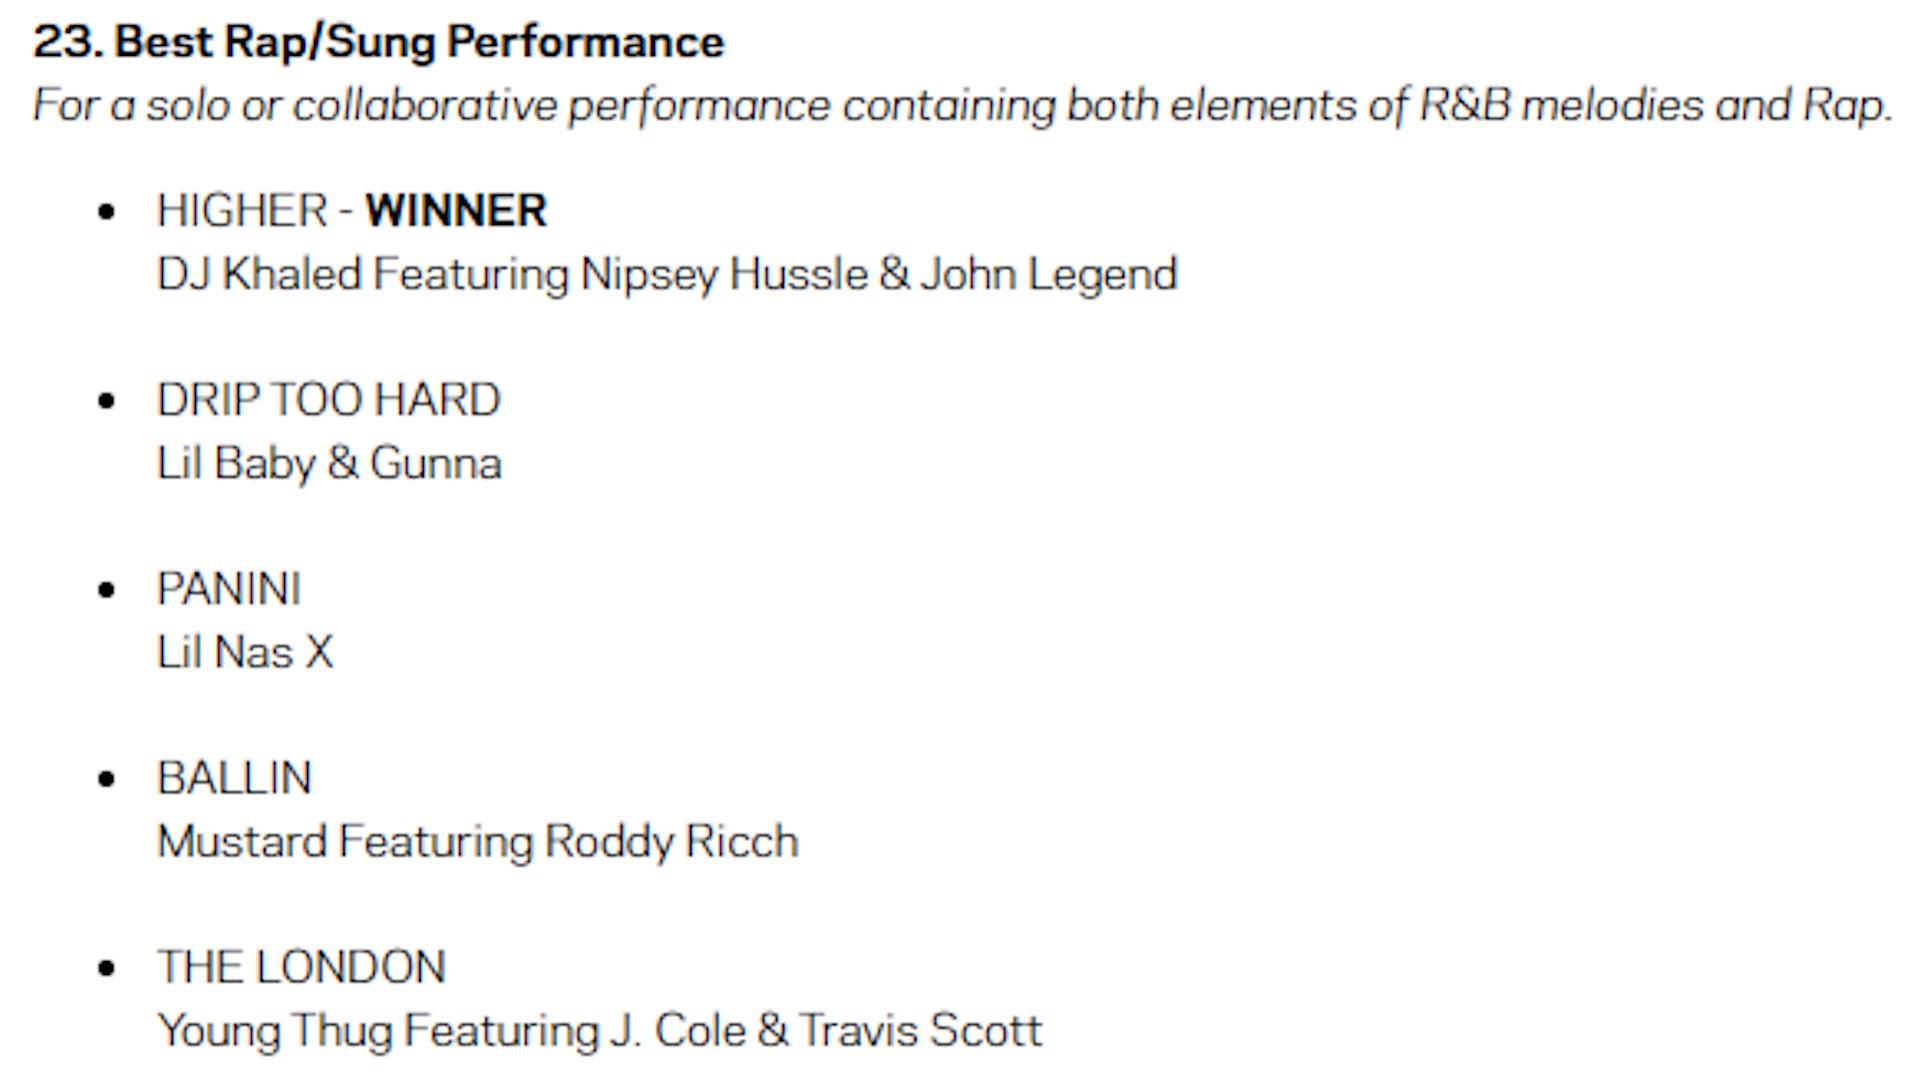 23. Best Rap/Sung Performance
For a solo or collaborative performance containing both elements of R&B melodies and Rap.
• HIGHER - WINNER
DJ Khaled Featuring Nipsey Hussle & John Legend
• DRIP TOO HARD
Lil Baby & Gunna
• PANINI
Lil Nas X
• BALLIN
Mustard Featuring Roddy Ricch
• THE LONDON
Young Thug Featuring J. Cole & Travis Scott